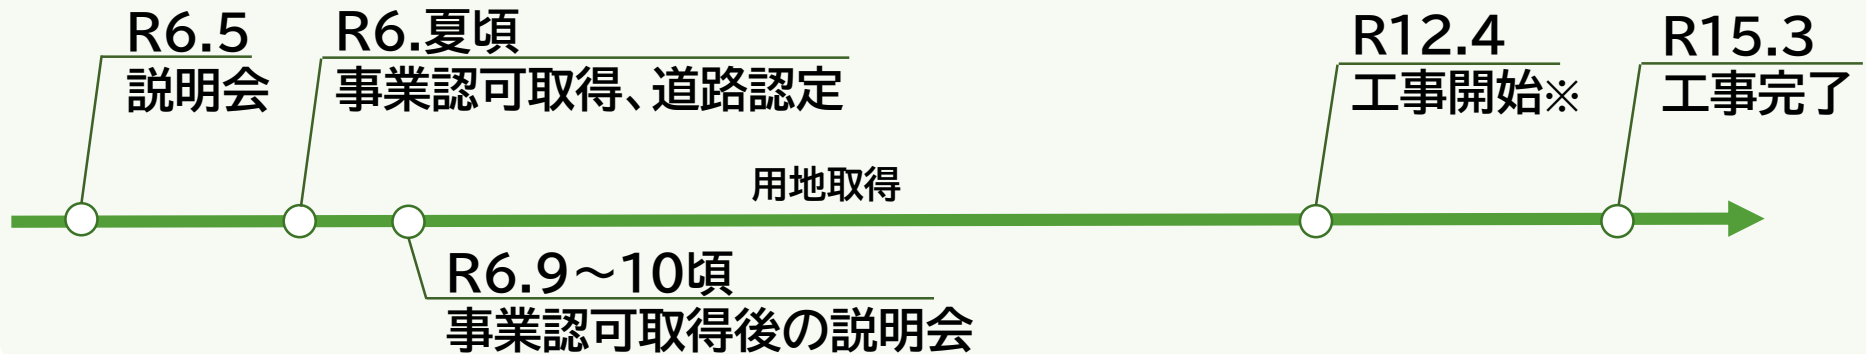 R6.5
説明会
R6.夏頃
事業認可取得、道路認定
R12.4
工事開始※
R15.3
工事完了
用地取得
R6.9～10頃
事業認可取得後の説明会